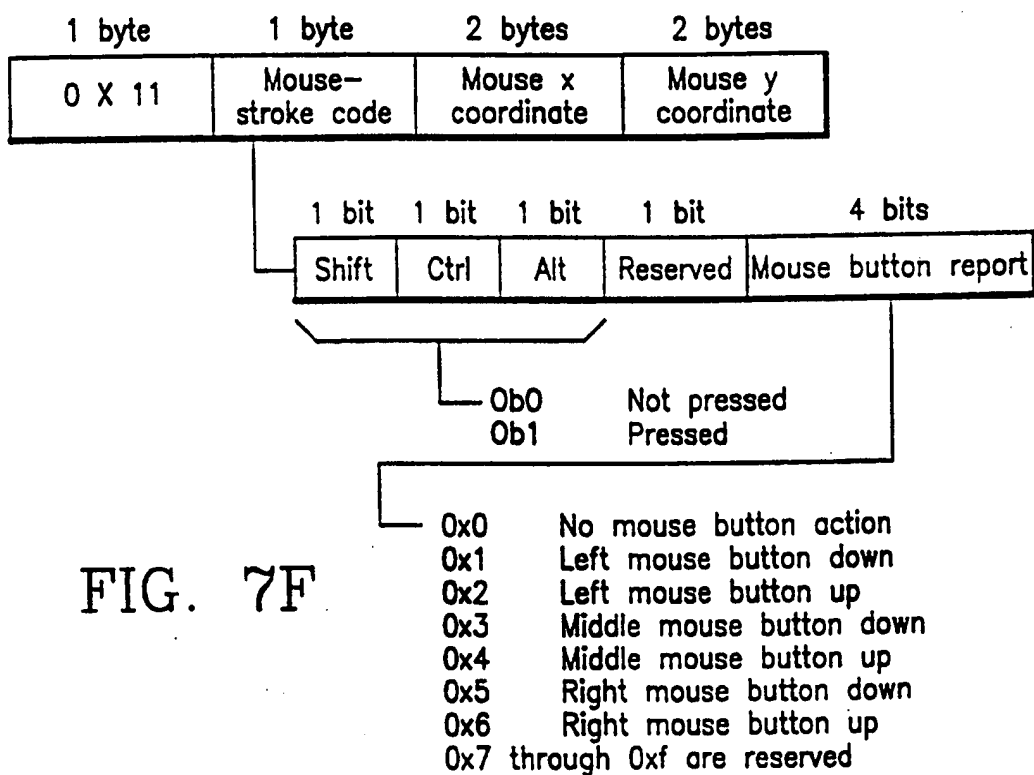 1 byte 1 byte 2 bytes 2 bytes
0 X 11 Mouse- Mouse x Mouse y
stroke code coordinate coordinate
1 bit 1 bit 1 bit 1 bit 4 bits
Shift Ctrl Alt Reserved Mouse button report
0b0 Not pressed
0b1 Pressed
0x0 No mouse button action
0x1 Left mouse button down
0x2 Left mouse button up
0x3 Middle mouse button down
0x4 Middle mouse button up
0x5 Right mouse button down
0x6 Right mouse button up
0x7 through 0xf are reserved
FIG. 7F